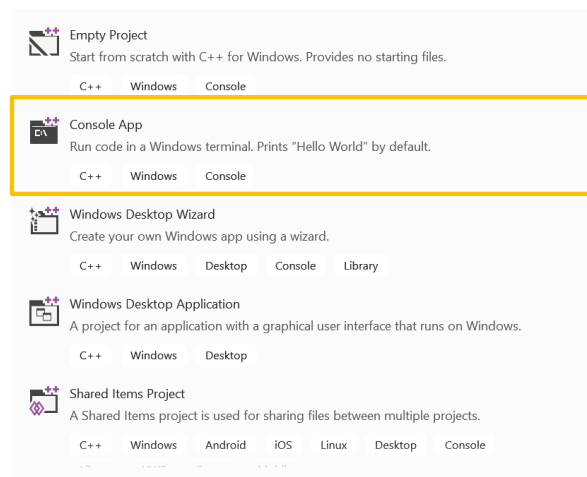 Empty Project
Start from scratch with C++ for Windows. Provides no starting files.
C++ Windows Console
C:\
Console App
Run code in a Windows terminal. Prints "Hello World" by default.
C++ Windows Console
Windows Desktop Wizard
Create your own Windows app using a wizard.
C++ Windows Desktop Console Library
Windows Desktop Application
A project for an application with a graphical user interface that runs on Windows.
C++ Windows Desktop
Shared Items Project
A Shared Items project is used for sharing files between multiple projects.
C++ Windows Android iOS Linux Desktop Console